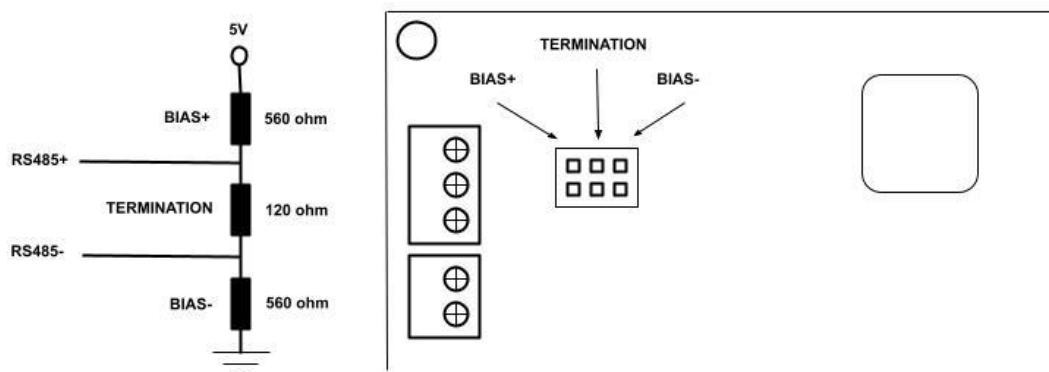 5V
BIAS+
560 ohm
RS485+
TERMINATION
120 ohm
RS485-
BIAS-
560 ohm
TERMINATION
BIAS+
BIAS-